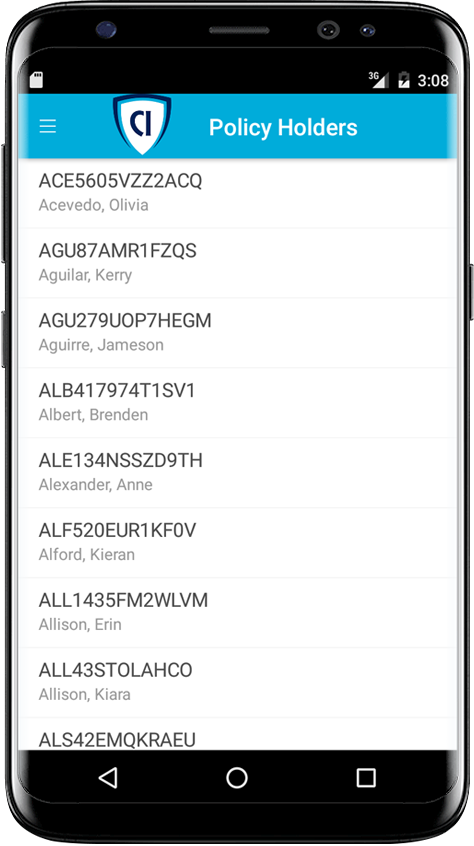 3G 3:08
CI Policy Holders
ACE5605VZZ2ACQ
Acevedo, Olivia
AGU87AMR1FZQS
Aguilar, Kerry
AGU279UOP7HEGM
Aguirre, Jameson
ALB417974T1SV1
Albert, Brenden
ALE134NSSZD9TH
Alexander, Anne
ALF520EUR1KF0V
Alford, Kieran
ALL1435FM2WLVM
Allison, Erin
ALL43STOLAHCO
Allison, Kiara
ALS42EMQKRAEU